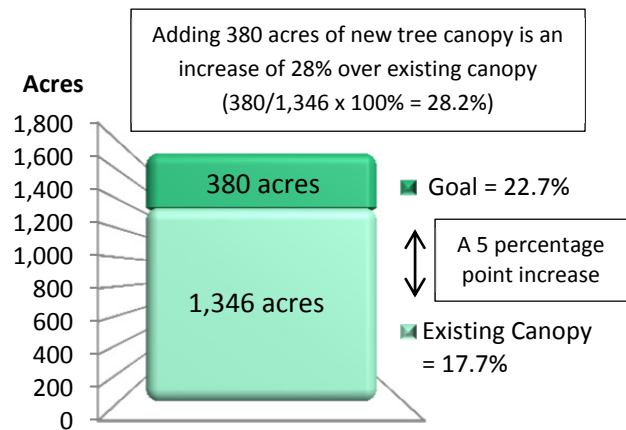 Adding 380 acres of new tree canopy is an
increase of 28% over existing canopy
(380/1,346 x 100% = 28.2%)
Acres
1,800
1,600
1,400
1,200
1,000
800
600
400
200
0
380 acres
1,346 acres
Goal = 22.7%
A 5 percentage
point increase
Existing Canopy
= 17.7%